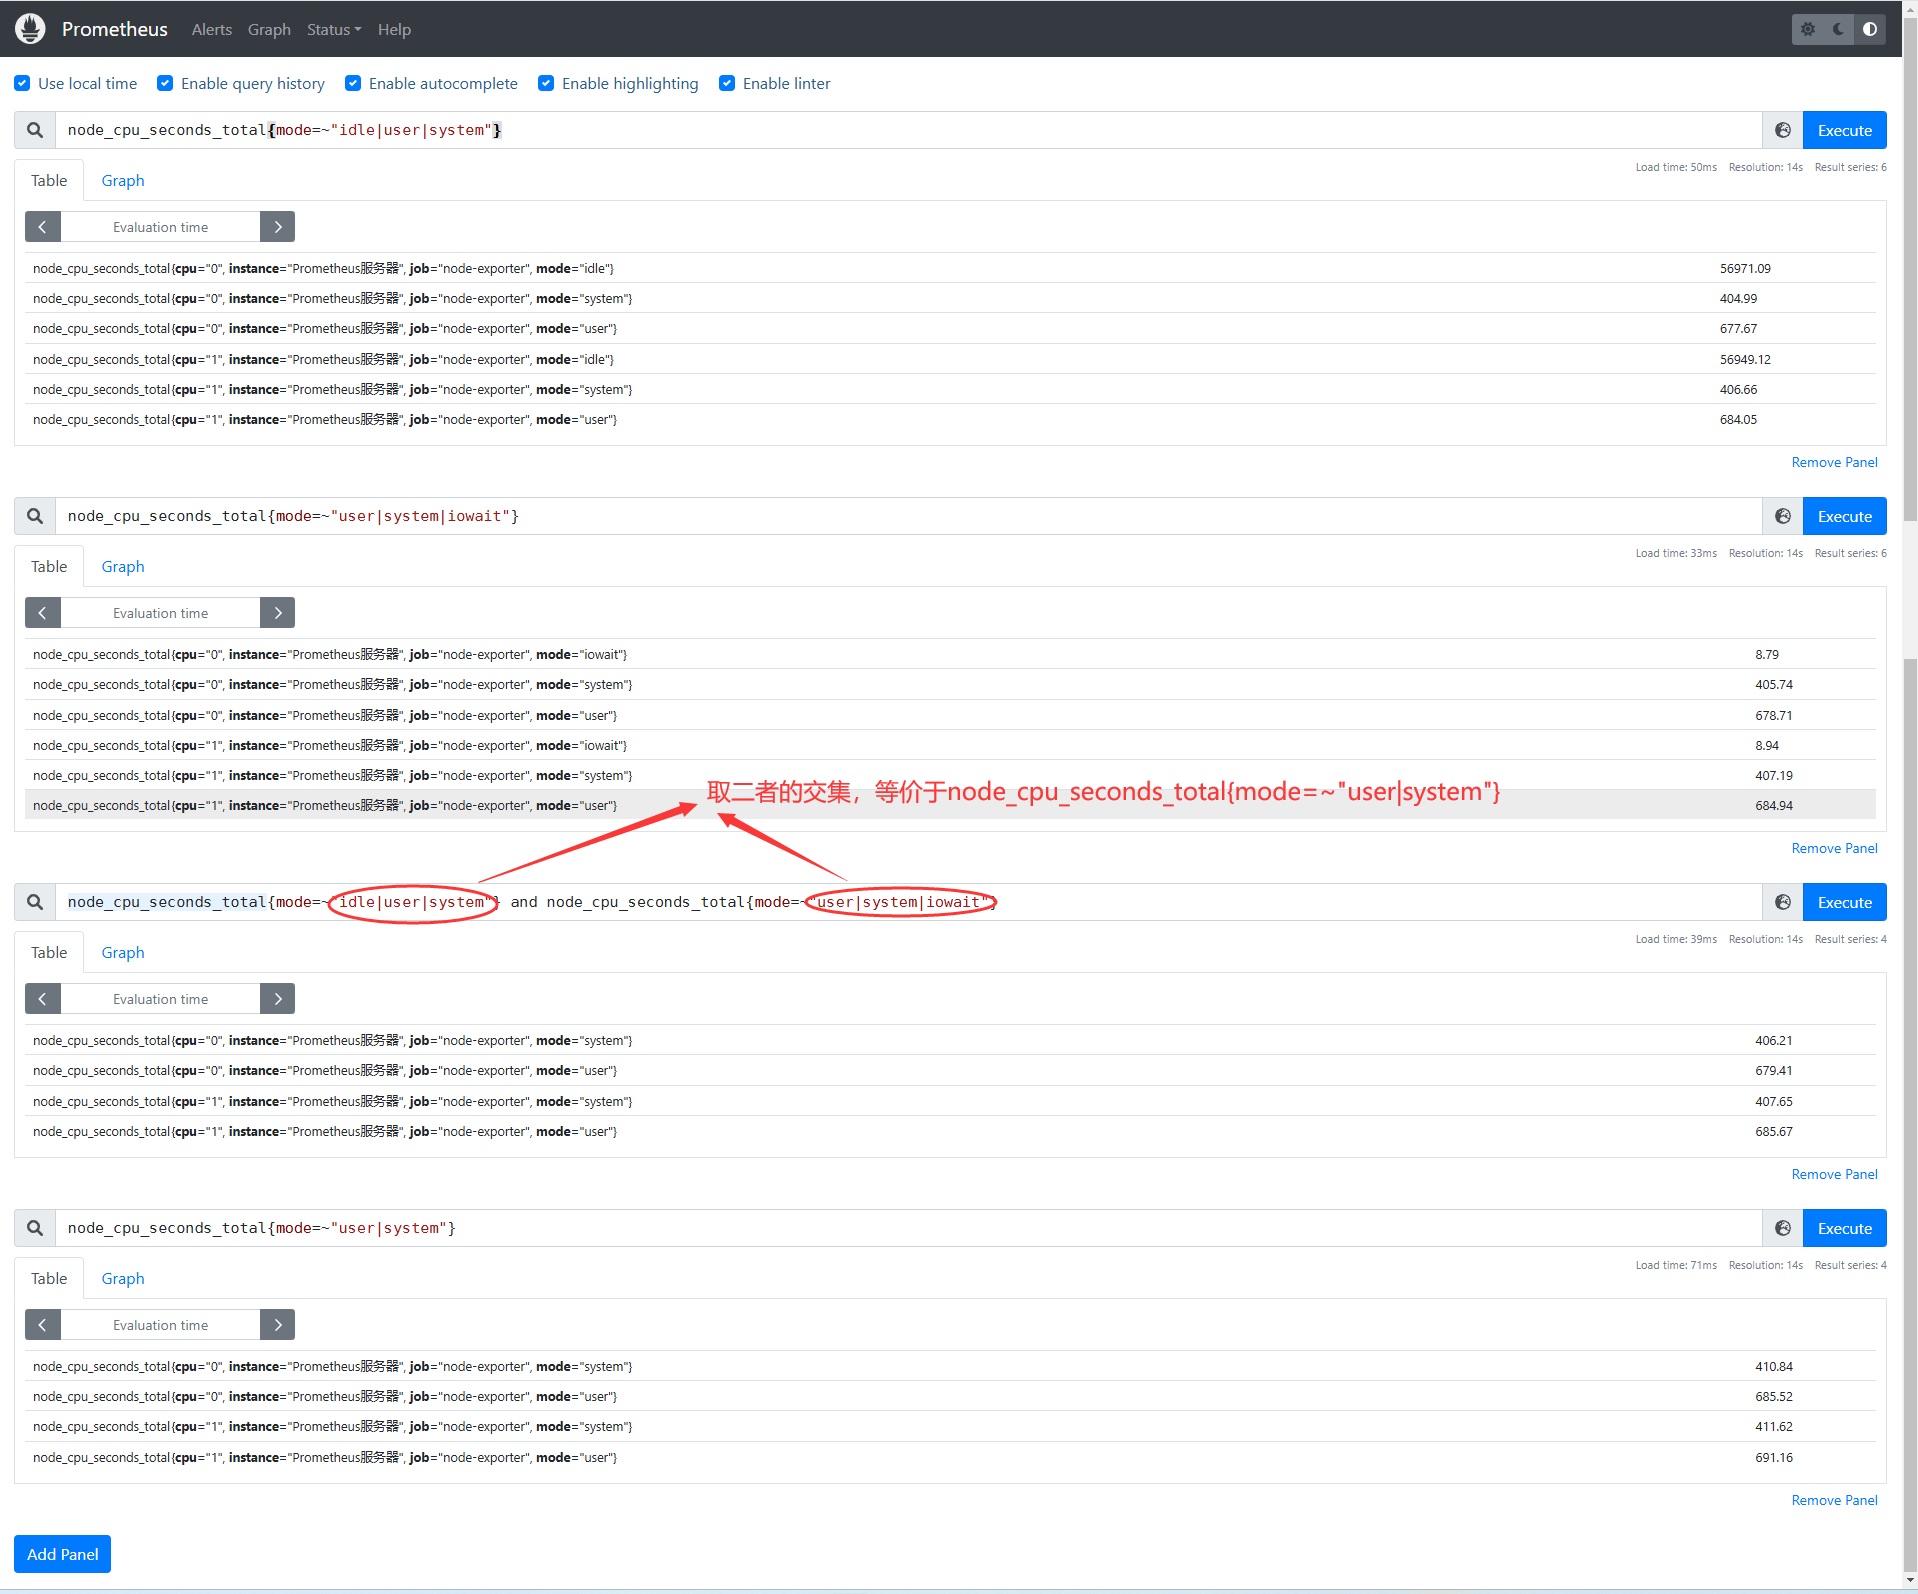 Prometheus Alerts Graph Status Help
Use local time Enable query history Enable autocomplete Enable highlighting Enable linter
node_cpu_seconds_total{mode=~"idle|user|system"} Execute
Load time: 50ms Resolution: 14s Result series: 6
Table Graph
Evaluation time
node_cpu_seconds_total{cpu="0", instance="Prometheus服务器", job="node-exporter", mode="idle"} 56971.09
node_cpu_seconds_total{cpu="0", instance="Prometheus服务器", job="node-exporter", mode="system"} 404.99
node_cpu_seconds_total{cpu="0", instance="Prometheus服务器", job="node-exporter", mode="user"} 677.67
node_cpu_seconds_total{cpu="1", instance="Prometheus服务器", job="node-exporter", mode="idle"} 56949.12
node_cpu_seconds_total{cpu="1", instance="Prometheus服务器", job="node-exporter", mode="system"} 406.66
node_cpu_seconds_total{cpu="1", instance="Prometheus服务器", job="node-exporter", mode="user"} 684.05
Remove Panel
node_cpu_seconds_total{mode=~"user|system|iowait"} Execute
Load time: 33ms Resolution: 14s Result series: 6
Table Graph
Evaluation time
node_cpu_seconds_total{cpu="0", instance="Prometheus服务器", job="node-exporter", mode="iowait"} 8.79
node_cpu_seconds_total{cpu="0", instance="Prometheus服务器", job="node-exporter", mode="system"} 405.74
node_cpu_seconds_total{cpu="0", instance="Prometheus服务器", job="node-exporter", mode="user"} 678.71
node_cpu_seconds_total{cpu="1", instance="Prometheus服务器", job="node-exporter", mode="iowait"} 8.94
node_cpu_seconds_total{cpu="1", instance="Prometheus服务器", job="node-exporter", mode="system"} 407.19
取二者的交集，等价于node_cpu_seconds_total{mode=~"user|system"}
node_cpu_seconds_total{cpu="1", instance="Prometheus服务器", job="node-exporter", mode="user"} 684.94
Remove Panel
node_cpu_seconds_total{mode=~"idle|user|system"} and node_cpu_seconds_total{mode=~"user|system|iowait"} Execute
Load time: 39ms Resolution: 14s Result series: 4
Table Graph
Evaluation time
node_cpu_seconds_total{cpu="0", instance="Prometheus服务器", job="node-exporter", mode="system"} 406.21
node_cpu_seconds_total{cpu="0", instance="Prometheus服务器", job="node-exporter", mode="user"} 679.41
node_cpu_seconds_total{cpu="1", instance="Prometheus服务器", job="node-exporter", mode="system"} 407.65
node_cpu_seconds_total{cpu="1", instance="Prometheus服务器", job="node-exporter", mode="user"} 685.67
Remove Panel
node_cpu_seconds_total{mode=~"user|system"} Execute
Load time: 71ms Resolution: 14s Result series: 4
Table Graph
Evaluation time
node_cpu_seconds_total{cpu="0", instance="Prometheus服务器", job="node-exporter", mode="system"} 410.84
node_cpu_seconds_total{cpu="0", instance="Prometheus服务器", job="node-exporter", mode="user"} 685.52
node_cpu_seconds_total{cpu="1", instance="Prometheus服务器", job="node-exporter", mode="system"} 411.62
node_cpu_seconds_total{cpu="1", instance="Prometheus服务器", job="node-exporter", mode="user"} 691.16
Remove Panel
Add Panel